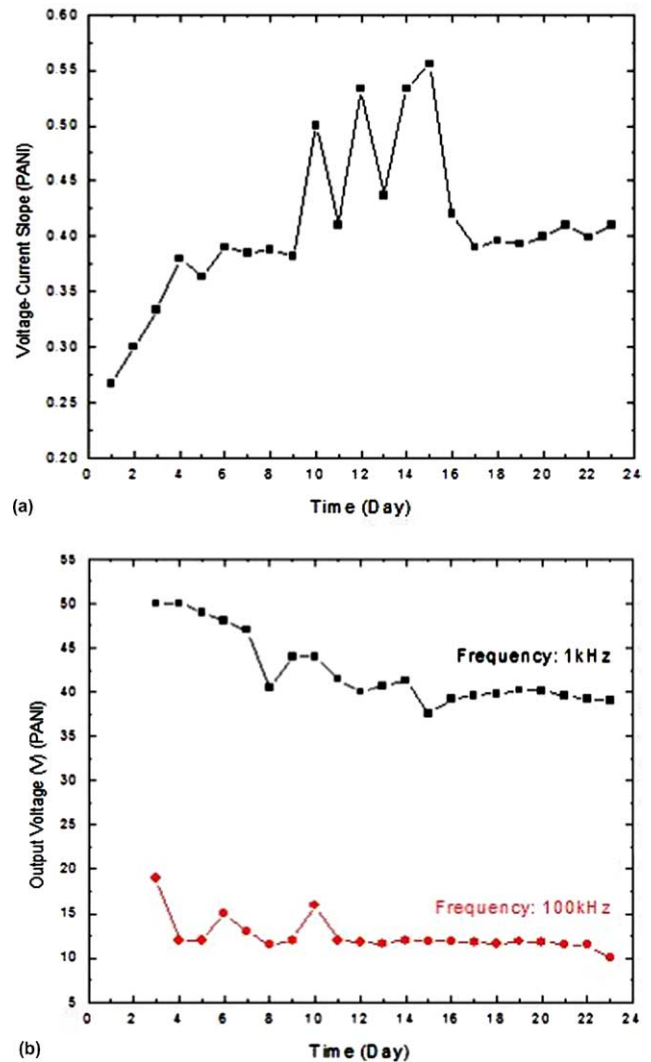 0.60
0.55
0.50
0.45
0.40
0.35
0.30
0.25
0.20
Voltage-Current Slope (PANI)
0 2 4 6 8 10 12 14 16 18 20 22 24
Time (Day)
(a)
55
50
45
40
35
30
25
20
15
10
5
Output Voltage (V) (PANI)
Frequency: 1kHz
Frequency: 100kHz
0 2 4 6 8 10 12 14 16 18 20 22 24
Time (Day)
(b)